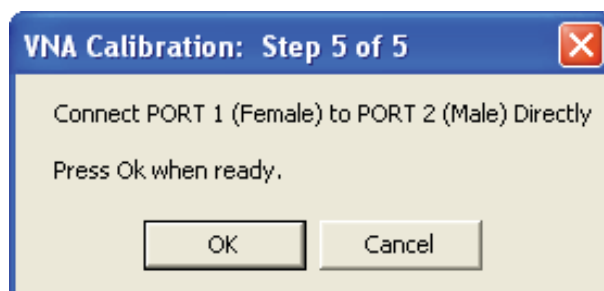 VNA Calibration: Step 5 of 5
Connect PORT 1 (Female) to PORT 2 (Male) Directly
Press Ok when ready.
OK
Cancel